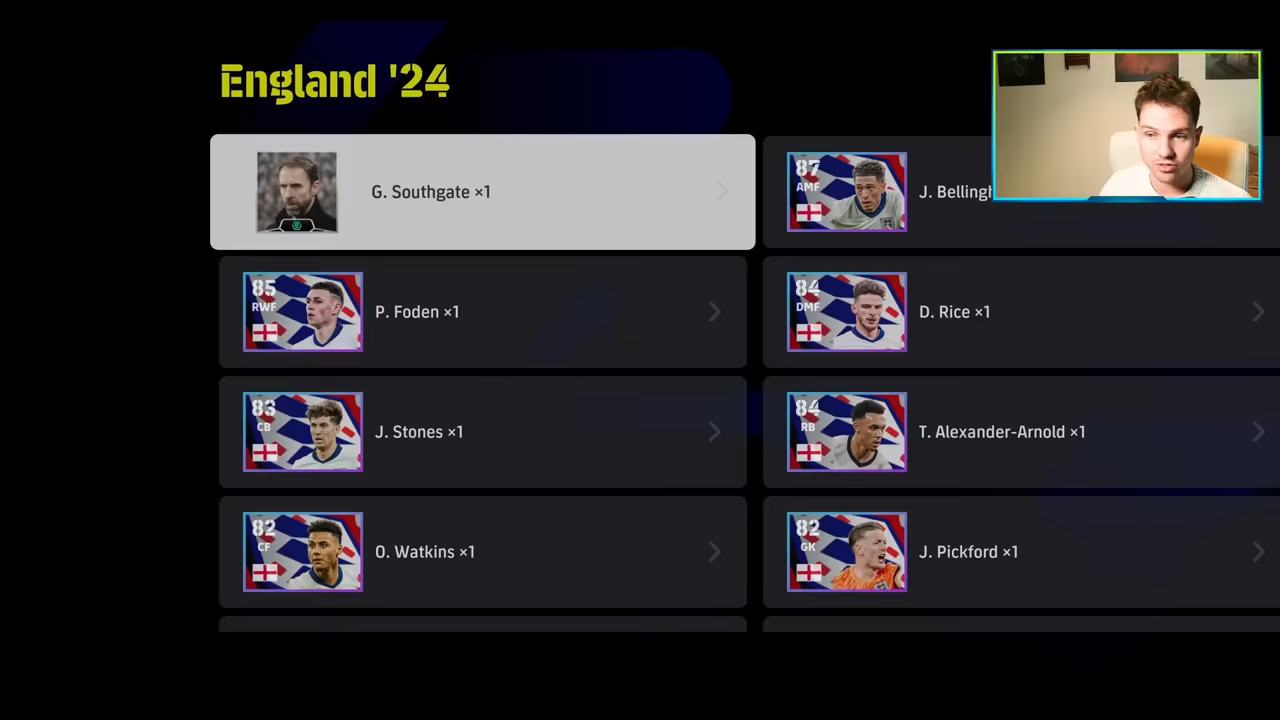 England '24
G. Southgate ×1
87
AMF
J. Bellingh
85
RWF
P. Foden ×1
84
DMF
D. Rice ×1
83
CB
J. Stones ×1
84
RB
T. Alexander-Arnold ×1
82
CF
O. Watkins ×1
82
GK
J. Pickford ×1